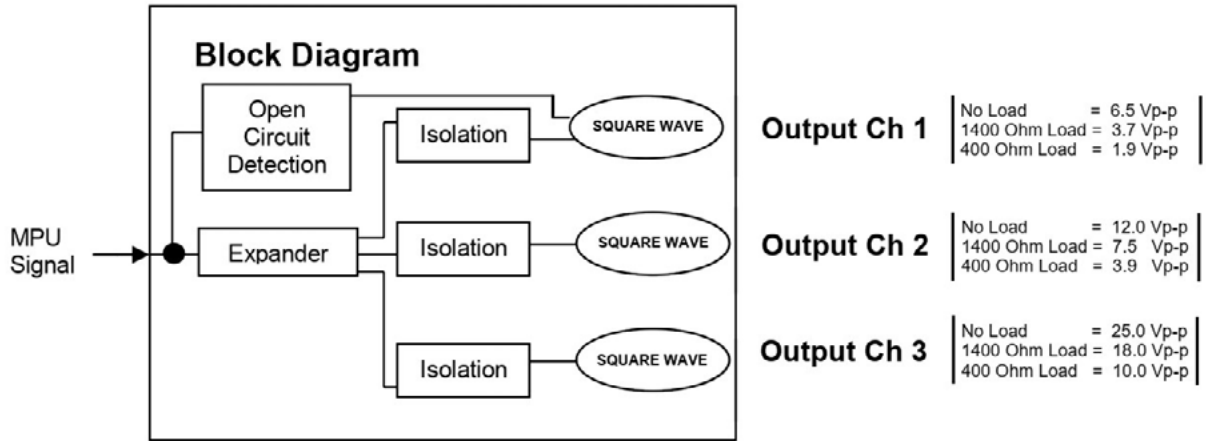 Block Diagram
Open
Circuit
Detection
Isolation
SQUARE WAVE
Output Ch 1
No Load = 6.5 Vp-p
1400 Ohm Load = 3.7 Vp-p
400 Ohm Load = 1.9 Vp-p
MPU
Signal
Expander
Isolation
SQUARE WAVE
Output Ch 2
No Load = 12.0 Vp-p
1400 Ohm Load = 7.5 Vp-p
400 Ohm Load = 3.9 Vp-p
Isolation
SQUARE WAVE
Output Ch 3
No Load = 25.0 Vp-p
1400 Ohm Load = 18.0 Vp-p
400 Ohm Load = 10.0 Vp-p